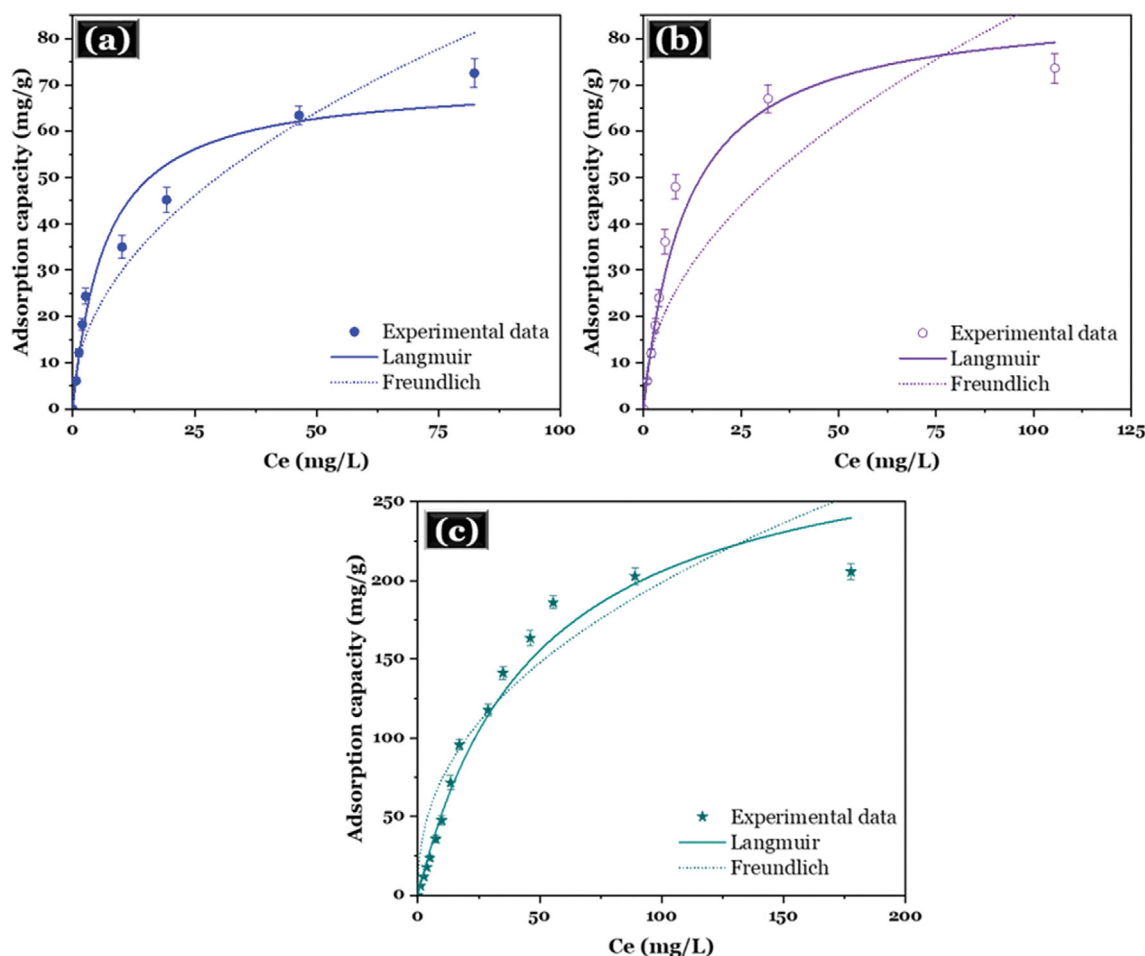 (a)
Adsorption capacity (mg/g)
80
70
60
50
40
30
20
10
0
Experimental data
Langmuir
Freundlich
0 25 50 75 100
Ce (mg/L)
(b)
Adsorption capacity (mg/g)
80
70
60
50
40
30
20
10
0
Experimental data
Langmuir
Freundlich
0 25 50 75 100 125
Ce (mg/L)
(c)
Adsorption capacity (mg/g)
250
200
150
100
50
0
Experimental data
Langmuir
Freundlich
0 50 100 150 200
Ce (mg/L)